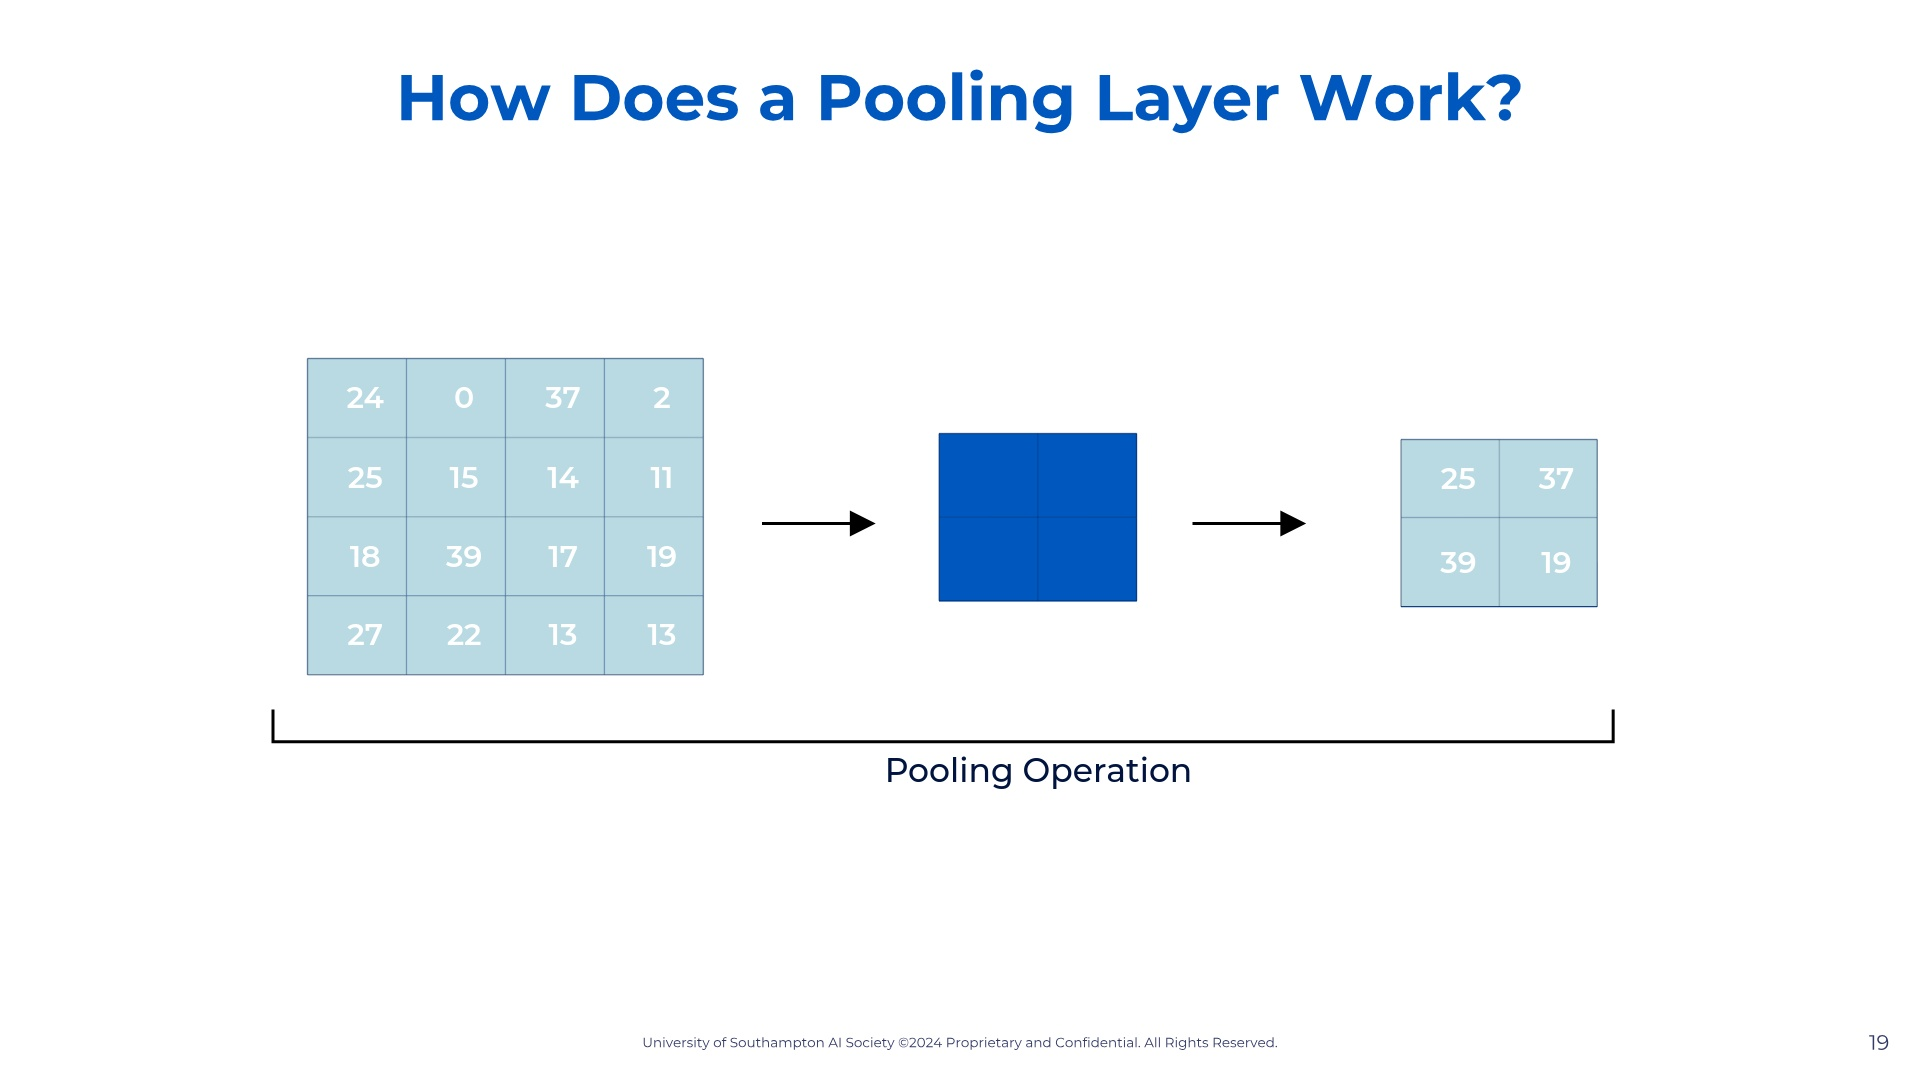 How Does a Pooling Layer Work?
24 0 37 2
25 15 14 11
18 39 17 19
27 22 13 13
25 37
39 19
Pooling Operation
University of Southampton AI Society ©2024 Proprietary and Confidential. All Rights Reserved.
19